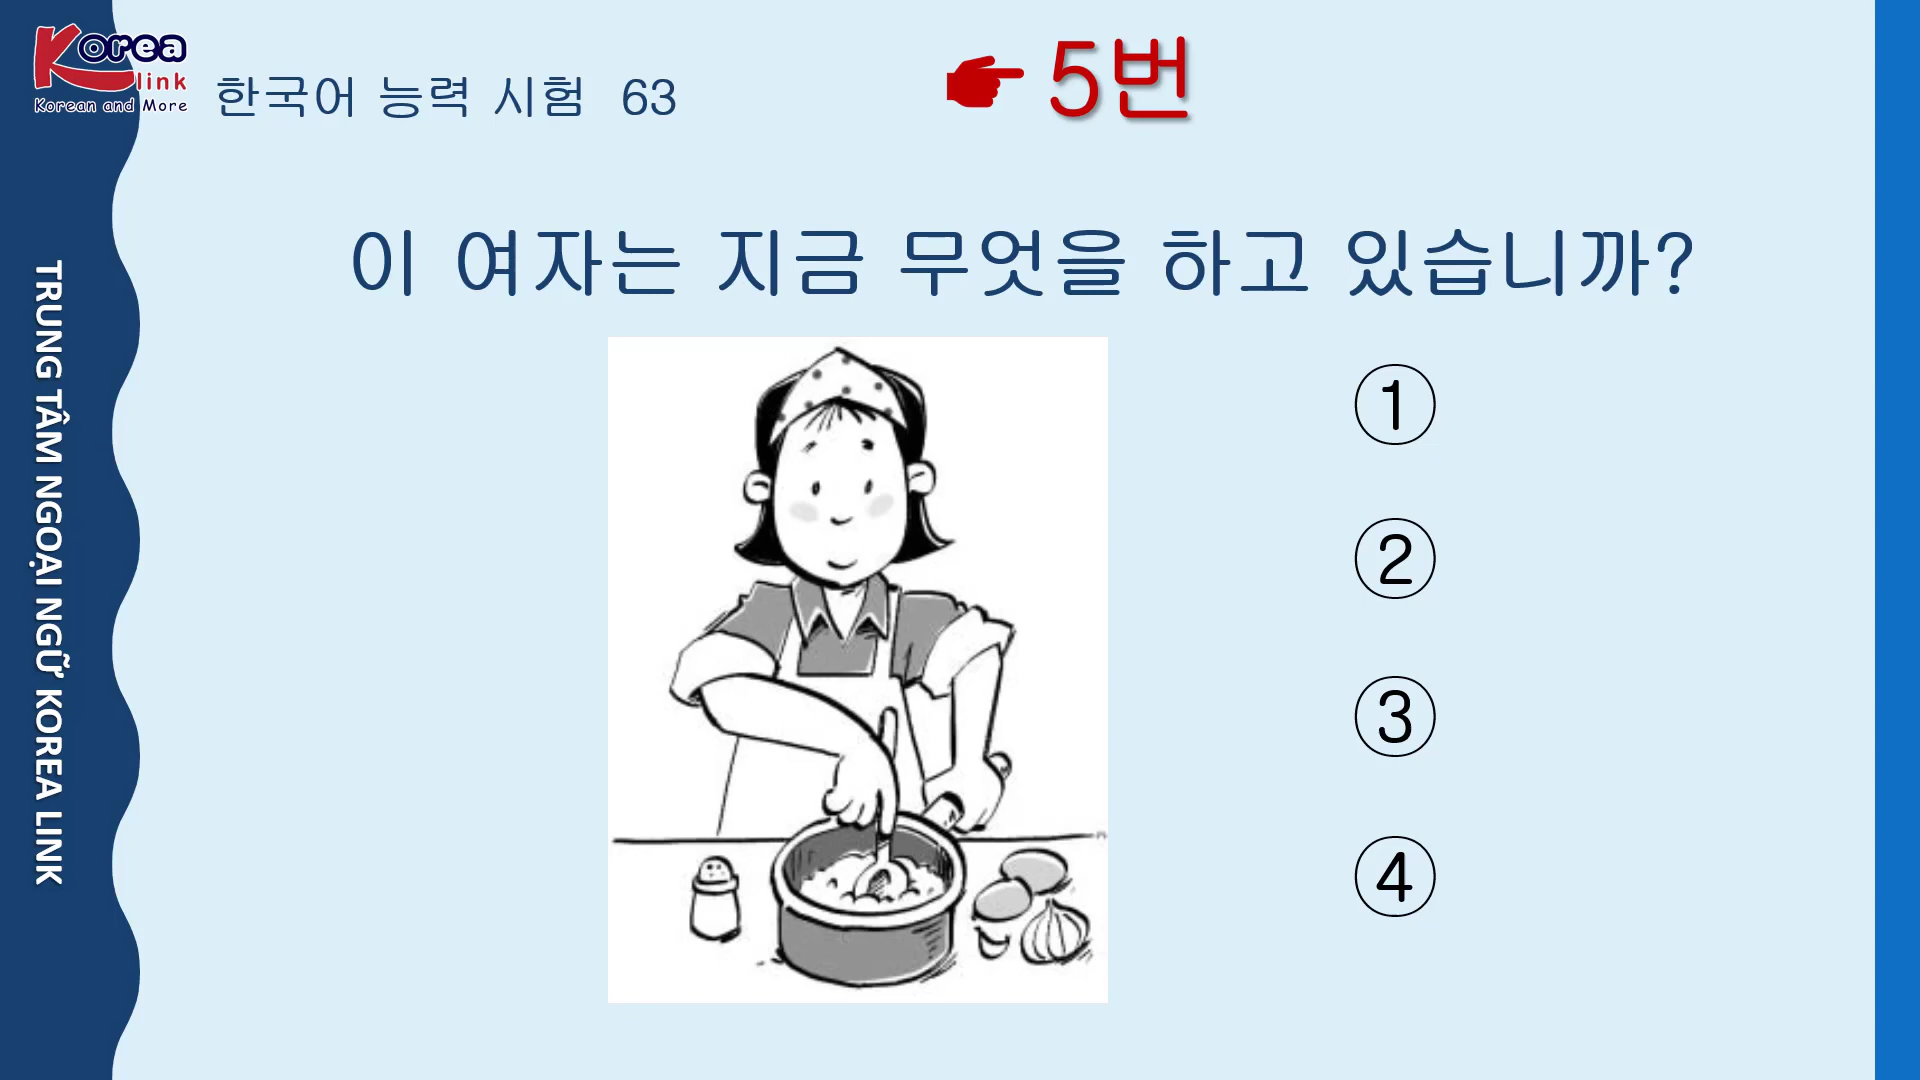 Korea
link
Korean and More
한국어 능력 시험 63
5번
TRUNG TÂM NGOẠI NGỮ KOREA LINK
이 여자는 지금 무엇을 하고 있습니까?
①
②
③
④